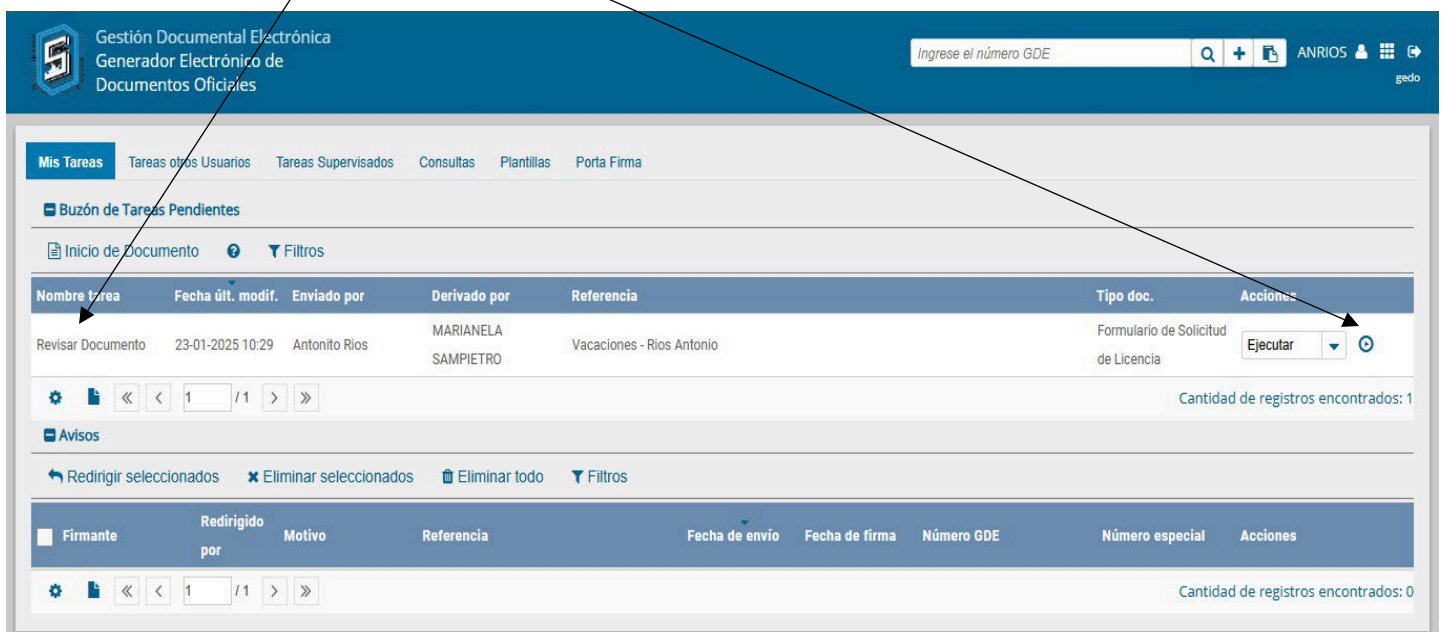 Gestión Documental Electrónica
Generador Electrónico de
Documentos Oficiales
Ingrese el número GDE
ANRIOS
gedo
Mis Tareas Tareas otros Usuarios Tareas Supervisados Consultas Plantillas Porta Firma
Buzón de Tareas Pendientes
Inicio de Documento Filtros
Nombre tarea Fecha últ. modif. Enviado por Derivado por Referencia Tipo doc. Acciones
Revisar Documento 23-01-2025 10:29 Antonito Rios MARIANELA SAMPIETRO Vacaciones - Rios Antonio Formulario de Solicitud de Licencia Ejecutar
1 / 1 Cantidad de registros encontrados: 1
Avisos
Redirigir seleccionados Eliminar seleccionados Eliminar todo Filtros
Firmante Redirigido por Motivo Referencia Fecha de envío Fecha de firma Número GDE Número especial Acciones
1 / 1 Cantidad de registros encontrados: 0